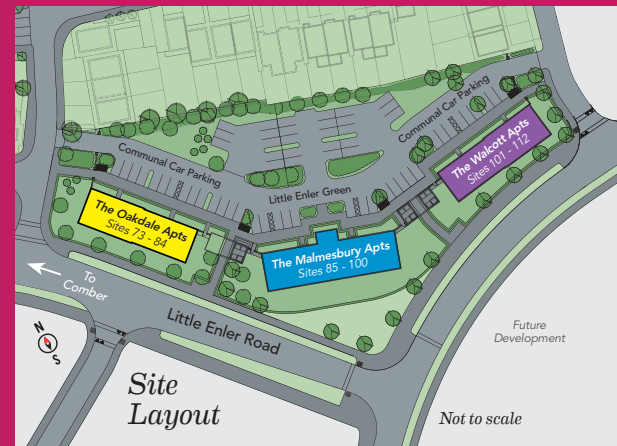 Communal Car Parking
Communal Car Parking
The Walcott Apts
Sites 101 - 112
Little Enler Green
The Oakdale Apts
Sites 73 - 84
The Malmesbury Apts
Sites 85 - 100
To
Comber
Little Enler Road
N
S
Future
Development
Site
Layout
Not to scale